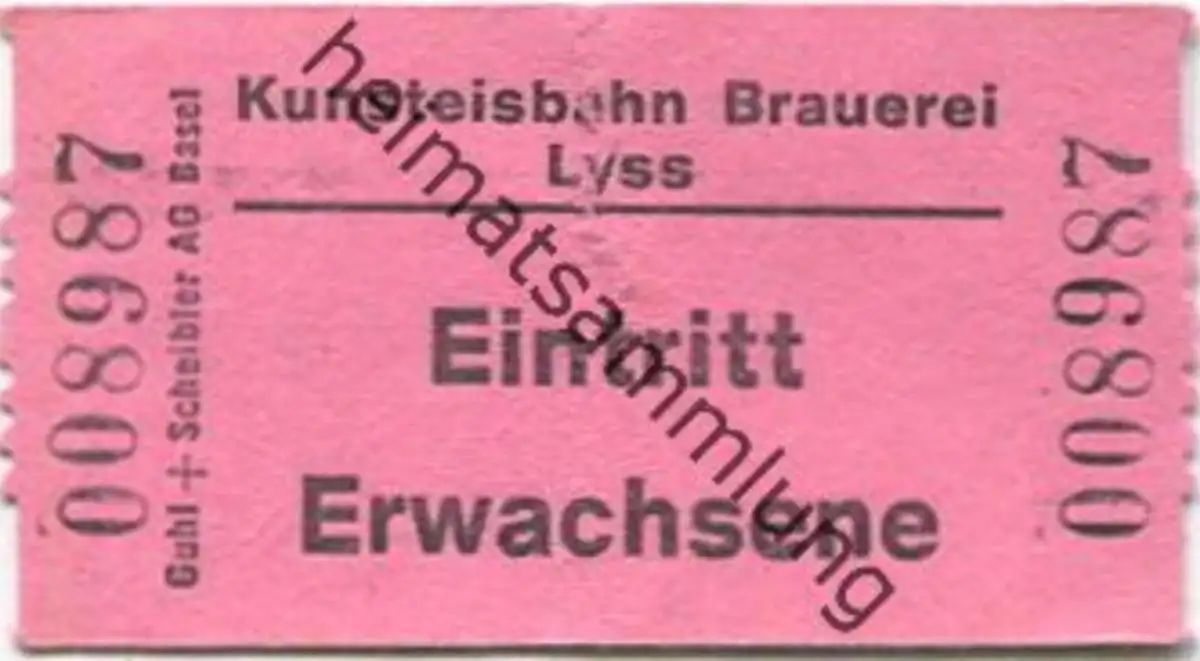 Kunsteisbahn Brauerei
Lyss
Eintritt
Erwachsene
008987
Guhl + Scheibler AG Basel
008987
heimatsammlung